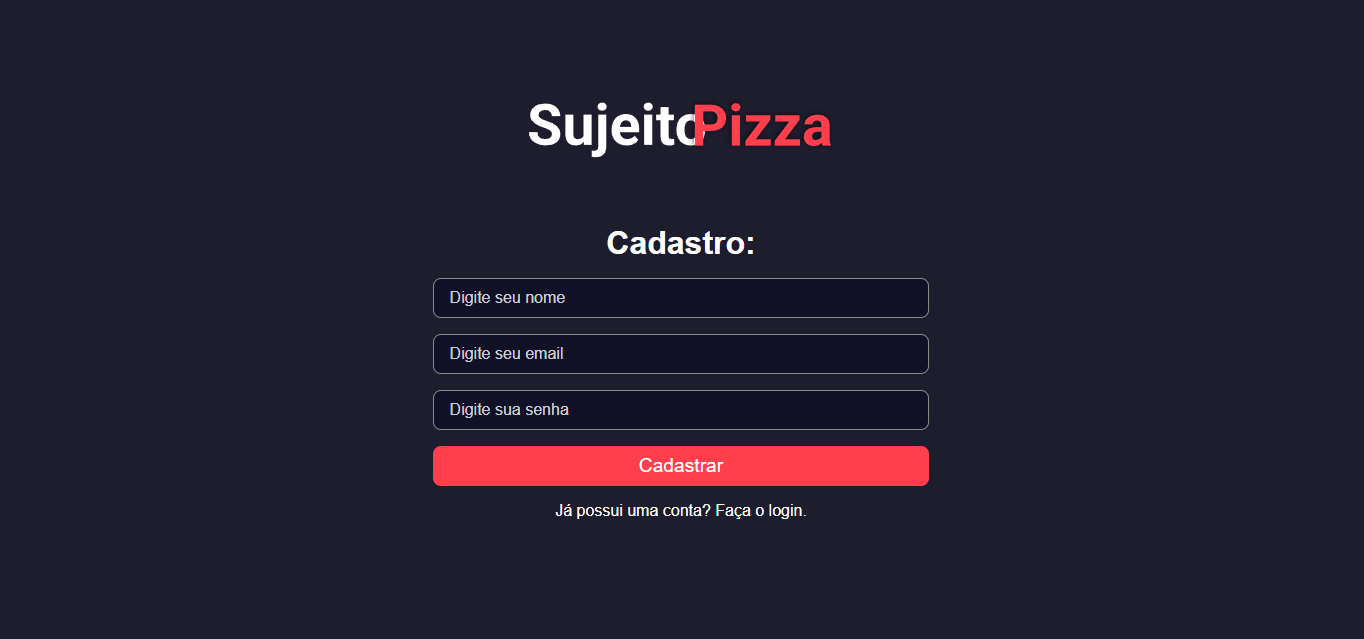 SujeitoPizza
Cadastro:
Digite seu nome
Digite seu email
Digite sua senha
Cadastrar
Já possui uma conta? Faça o login.